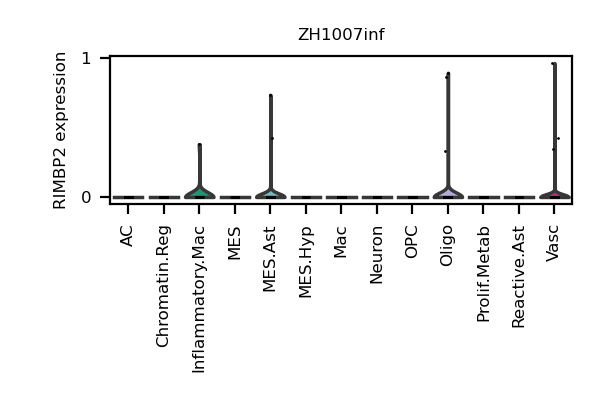 ZH1007inf
RIMBP2 expression
1
0
AC
Chromatin.Reg
Inflammatory.Mac
MES
MES.Ast
MES.Hyp
Mac
Neuron
OPC
Oligo
Prolif.Metab
Reactive.Ast
Vasc